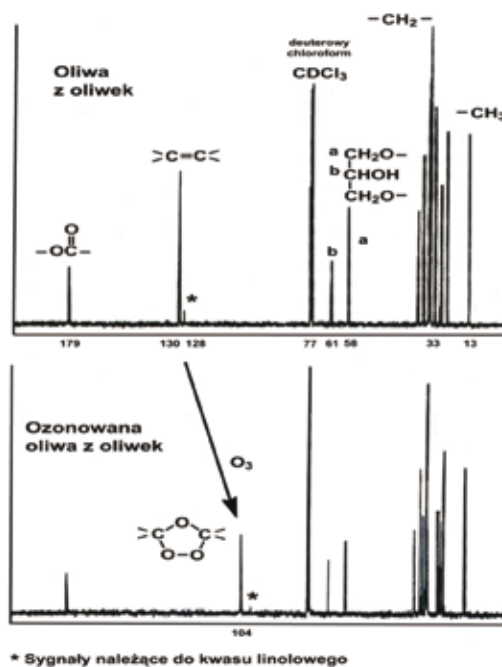 Oliwa
z oliwek
deuterowy
chloroform
CDCl3
-CH2-
-CH3
>C=C<
a CH2O-
b CHOH
CH2O-
O
-OC-
*
b
a
179
130 128
77
61 58
33
13
Ozonowana
oliwa z oliwek
O3
O
C C
O-O
*
104
* Sygnały należące do kwasu linolowego